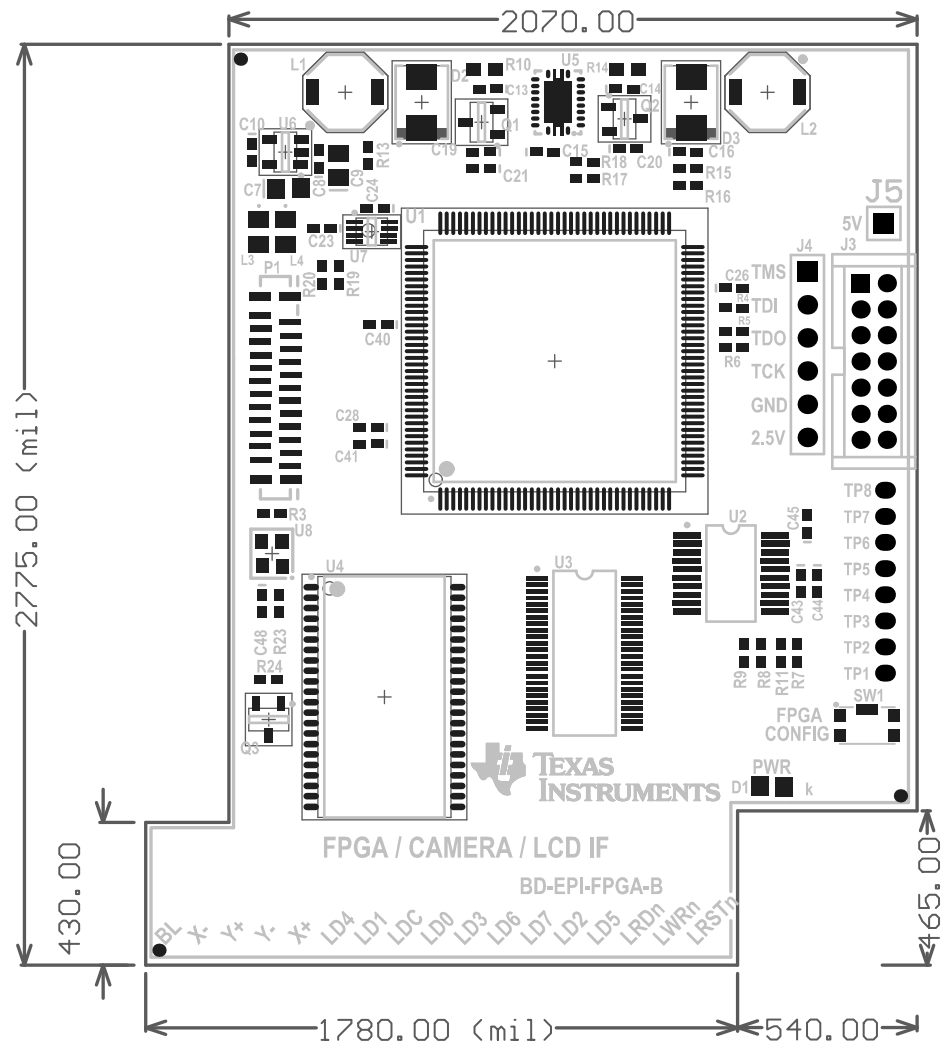 2070.00
L1
D2
R10
U5
R14
D3
L2
C13
C14
Q1
Q2
C10
U6
C19
C15
R18
R17
C20
C16
C21
R15
R16
R13
C7
C8
C9
C24
U1
J5
5V
C23
U7
L3
L4
P1
R20
R19
J4
J3
C26
R4
R5
R6
TMS
TDI
TDO
TCK
GND
2.5V
C40
C28
C41
2775.00 (mil)
R3
U8
TP8
TP7
TP6
TP5
TP4
TP3
TP2
TP1
C45
U2
U3
U4
C43
C44
C48
R23
R24
R9
R8
R11
R7
Q3
SW1
FPGA
CONFIG
TEXAS
INSTRUMENTS
PWR
D1
k
FPGA / CAMERA / LCD IF
BD-EPI-FPGA-B
430.00
465.00
BL X- Y+ Y- X+ LD4 LD1 LDC LD0 LD3 LD6 LD7 LD2 LD5 LRDn LWRn LRSTn
1780.00 (mil)
540.00